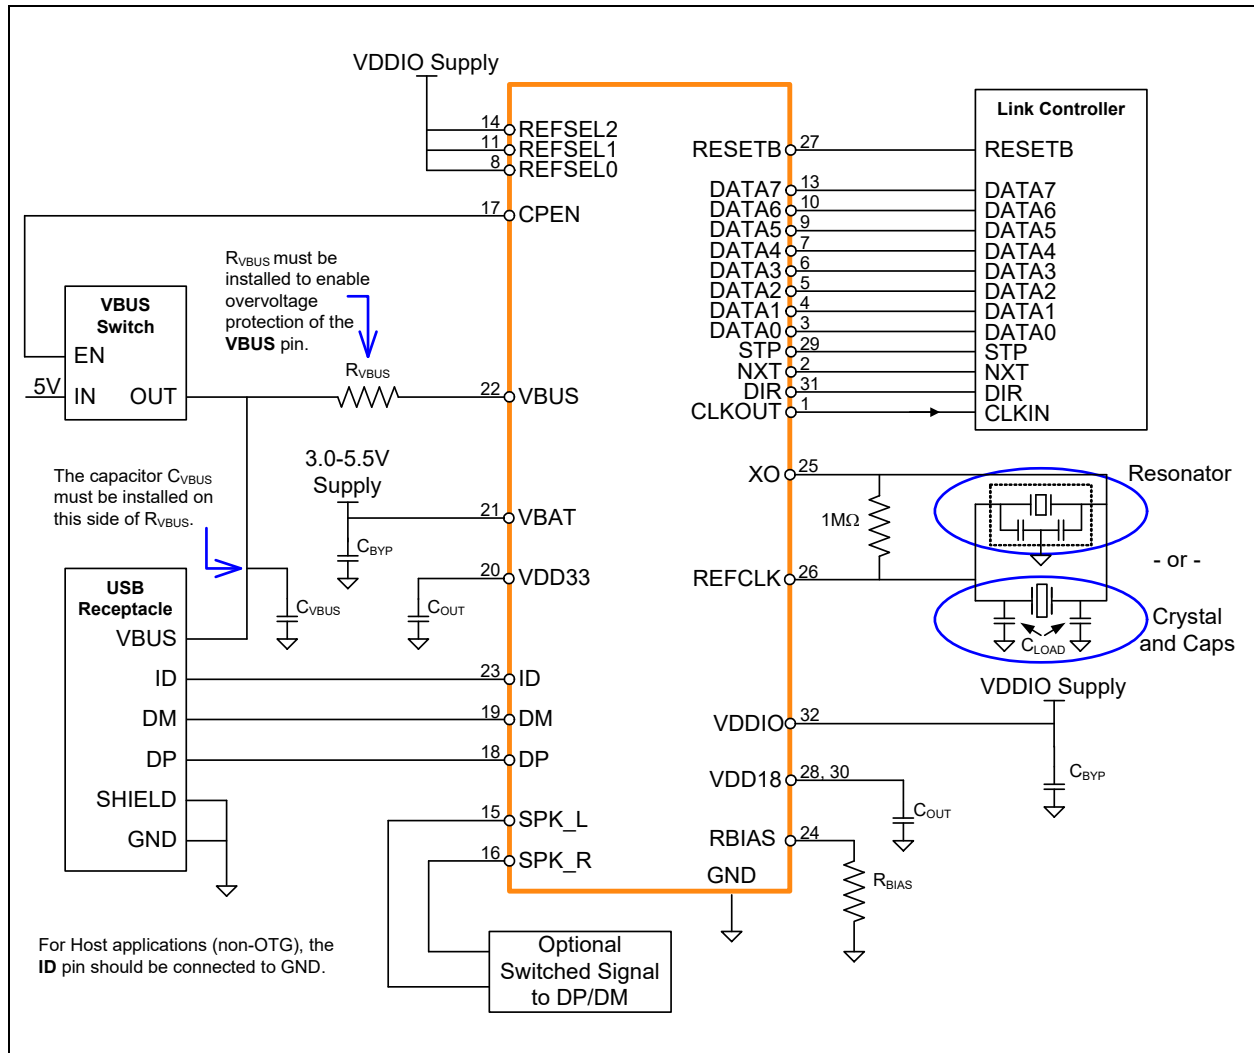 VDDIO Supply
14
REFSEL2
11
REFSEL1
8
REFSEL0
17
CPEN
RVBUS must be
installed to enable
overvoltage
protection of the
VBUS pin.
VBUS
Switch
EN
5V
IN
OUT
RVBUS
22
VBUS
3.0-5.5V
Supply
The capacitor CVBUS
must be installed on
this side of RVBUS.
21
VBAT
CBYP
20
VDD33
COUT
CVBUS
USB
Receptacle
VBUS
ID
23
ID
DM
19
DM
DP
18
DP
SHIELD
GND
15
SPK_L
16
SPK_R
For Host applications (non-OTG), the
ID pin should be connected to GND.
Optional
Switched Signal
to DP/DM
GND
Link Controller
RESETB
27
RESETB
DATA7
13
DATA7
DATA6
10
DATA6
DATA5
9
DATA5
DATA4
7
DATA4
DATA3
6
DATA3
DATA2
5
DATA2
DATA1
4
DATA1
DATA0
3
DATA0
STP
29
STP
NXT
2
NXT
DIR
31
DIR
CLKOUT
1
CLKIN
XO
25
1MΩ
Resonator
- or -
REFCLK
26
CLOAD
Crystal
and Caps
VDDIO Supply
VDDIO
32
CBYP
VDD18
28, 30
COUT
RBIAS
24
RBIAS